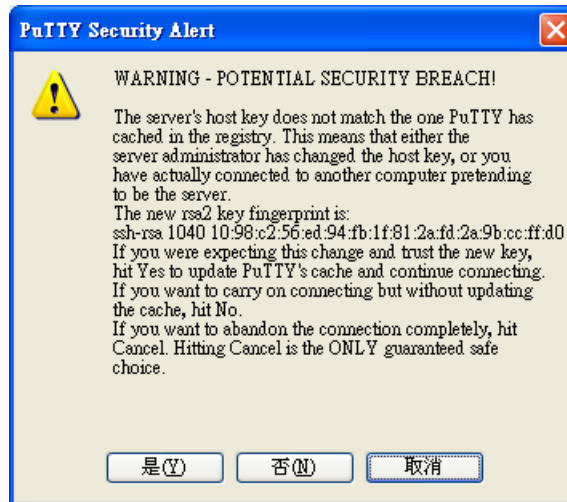 PuTTY Security Alert
WARNING - POTENTIAL SECURITY BREACH!
The server's host key does not match the one PuTTY has
cached in the registry. This means that either the
server administrator has changed the host key, or you
have actually connected to another computer pretending
to be the server.
The new rsa2 key fingerprint is:
ssh-rsa 1040 10:98:c2:56:ed:94:fb:1f:81:2a:fd:2a:9b:cc:ff:d0
If you were expecting this change and trust the new key,
hit Yes to update PuTTY's cache and continue connecting.
If you want to carry on connecting but without updating
the cache, hit No.
If you want to abandon the connection completely, hit
Cancel. Hitting Cancel is the ONLY guaranteed safe
choice.
是(Y) 否(N) 取消